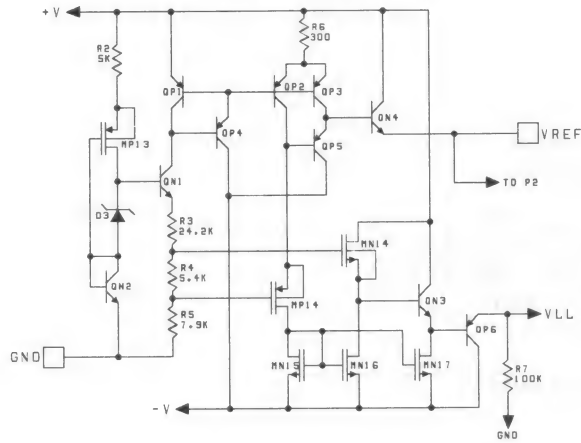 +V
R2
5K
R6
300
QP1
QP2
QP3
QP4
QN4
VREF
MP13
QP5
QN1
TO P2
D3
R3
24.2K
MN14
R4
5.4K
QN2
MP14
QN3
R5
7.9K
QP6
VLL
GND
MN15
MN16
MN17
R7
100K
-V
GND